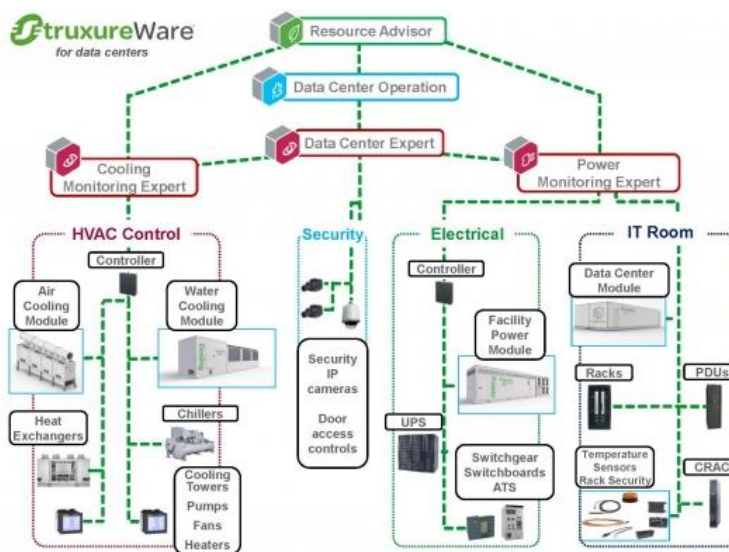 StruxureWare
for data centers
Resource Advisor
Data Center Operation
Data Center Expert
Cooling
Monitoring Expert
Power
Monitoring Expert
HVAC Control
Controller
Air
Cooling
Module
Water
Cooling
Module
Heat
Exchangers
Chillers
Cooling
Towers
Pumps
Fans
Heaters
Security
Security
IP
cameras
Door
access
controls
Electrical
Controller
Facility
Power
Module
UPS
Switchgear
Switchboards
ATS
IT Room
Data Center
Module
Racks
PDUs
Temperature
Sensors
Rack Security
CRAC